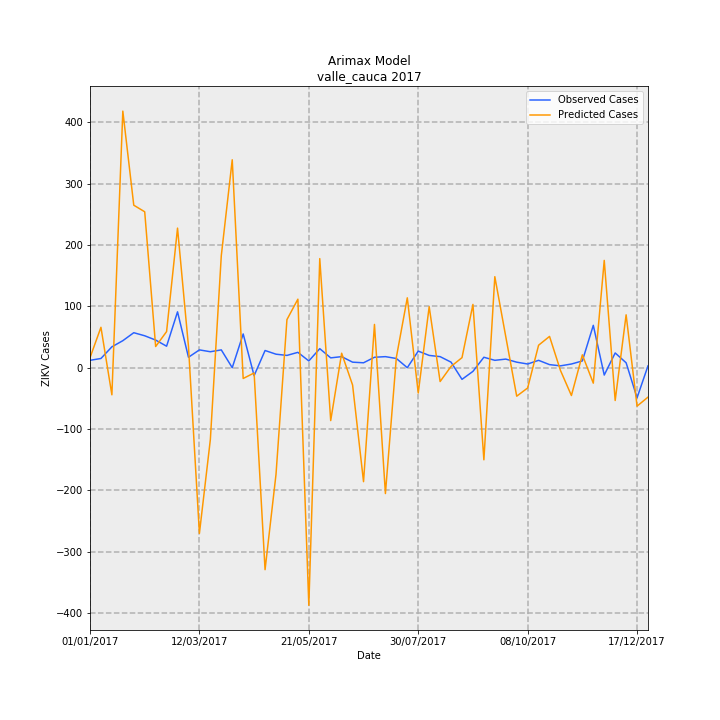 Arimax Model
valle_cauca 2017
Observed Cases
Predicted Cases
ZIKV Cases
400
300
200
100
0
−100
−200
−300
−400
01/01/2017
12/03/2017
21/05/2017
30/07/2017
08/10/2017
17/12/2017
Date